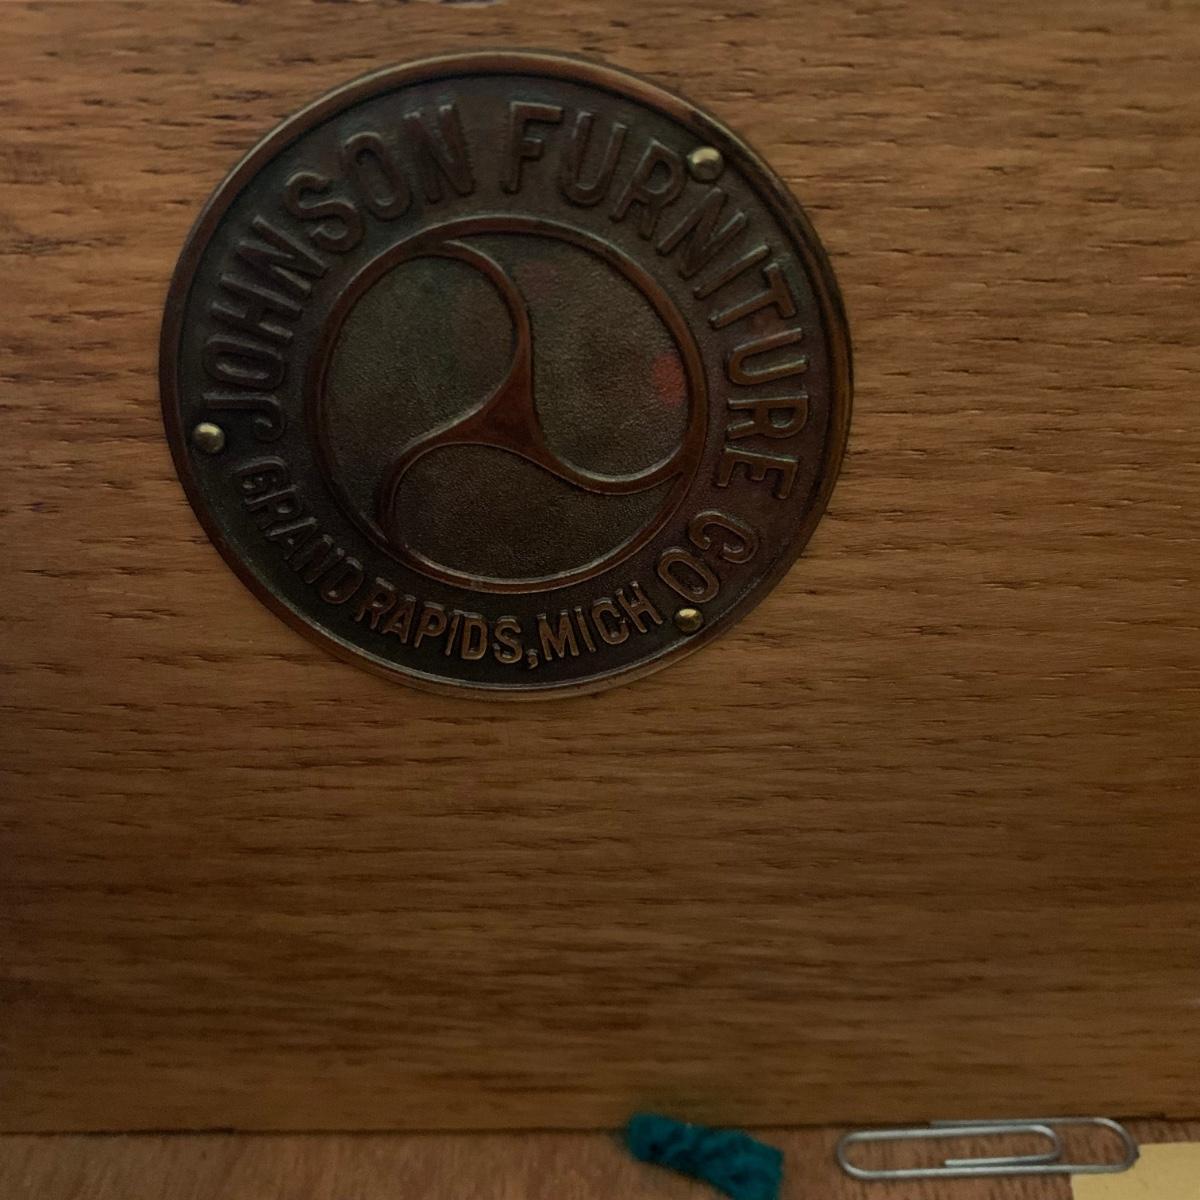 JOHNSON FURNITURE CO
GRAND RAPIDS, MICH